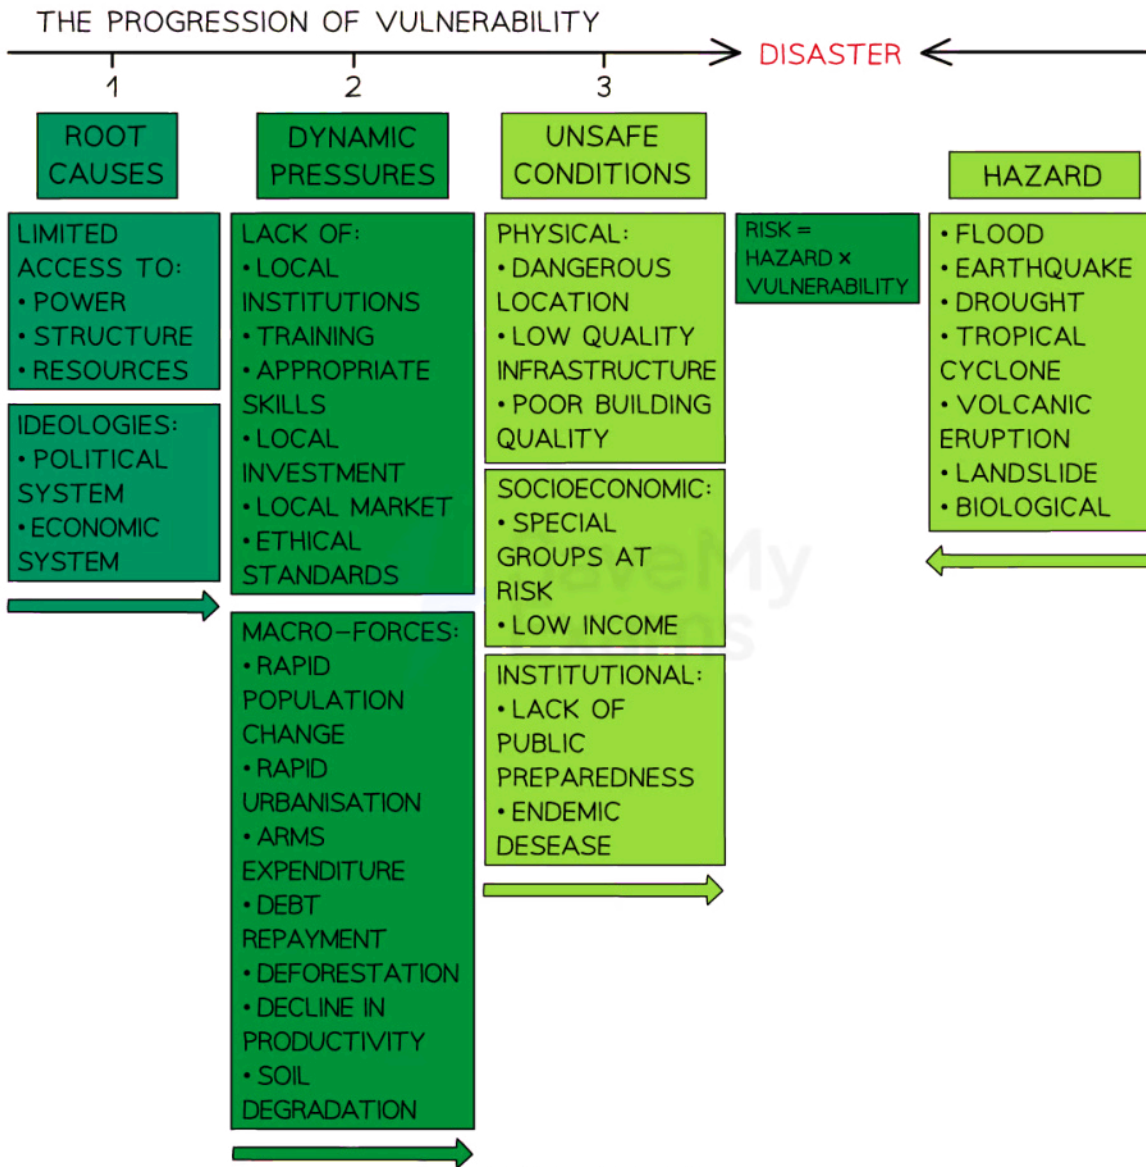 THE PROGRESSION OF VULNERABILITY
DISASTER
1
2
3
ROOT
CAUSES
LIMITED
ACCESS TO:
• POWER
• STRUCTURE
• RESOURCES
IDEOLOGIES:
• POLITICAL
SYSTEM
• ECONOMIC
SYSTEM
DYNAMIC
PRESSURES
LACK OF:
• LOCAL
INSTITUTIONS
• TRAINING
• APPROPRIATE
SKILLS
• LOCAL
INVESTMENT
• LOCAL MARKET
• ETHICAL
STANDARDS
MACRO-FORCES:
• RAPID
POPULATION
CHANGE
• RAPID
URBANISATION
• ARMS
EXPENDITURE
• DEBT
REPAYMENT
• DEFORESTATION
• DECLINE IN
PRODUCTIVITY
• SOIL
DEGRADATION
UNSAFE
CONDITIONS
PHYSICAL:
• DANGEROUS
LOCATION
• LOW QUALITY
INFRASTRUCTURE
• POOR BUILDING
QUALITY
SOCIOECONOMIC:
• SPECIAL
GROUPS AT
RISK
• LOW INCOME
INSTITUTIONAL:
• LACK OF
PUBLIC
PREPAREDNESS
• ENDEMIC
DESEASE
RISK =
HAZARD ×
VULNERABILITY
HAZARD
• FLOOD
• EARTHQUAKE
• DROUGHT
• TROPICAL
CYCLONE
• VOLCANIC
ERUPTION
• LANDSLIDE
• BIOLOGICAL
SaveMy
Exams